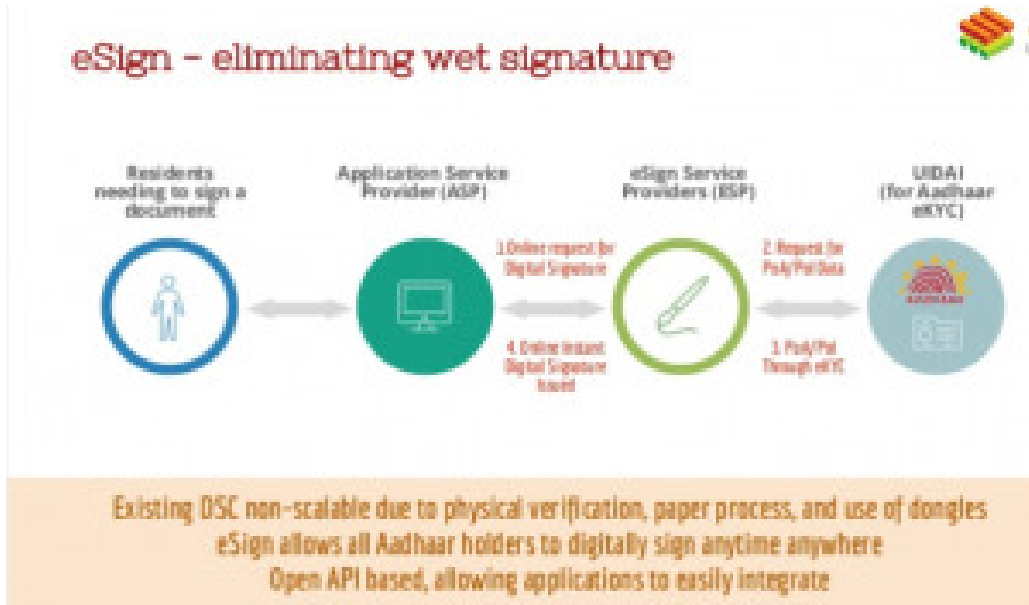 eSign – eliminating wet signature
Residents
needing to sign a
document
Application Service
Provider (ASP)
eSign Service
Providers (ESP)
UIDAI
(for Aadhaar
eKYC)
1.Online request for
Digital Signature
2. Request for
PoA/PoI Data
AADHAAR
4. Online instant
Digital Signature
Issued
3. PoA/PoI
Through eKYC
Existing DSC non-scalable due to physical verification, paper process, and use of dongles
eSign allows all Aadhaar holders to digitally sign anytime anywhere
Open API based, allowing applications to easily integrate